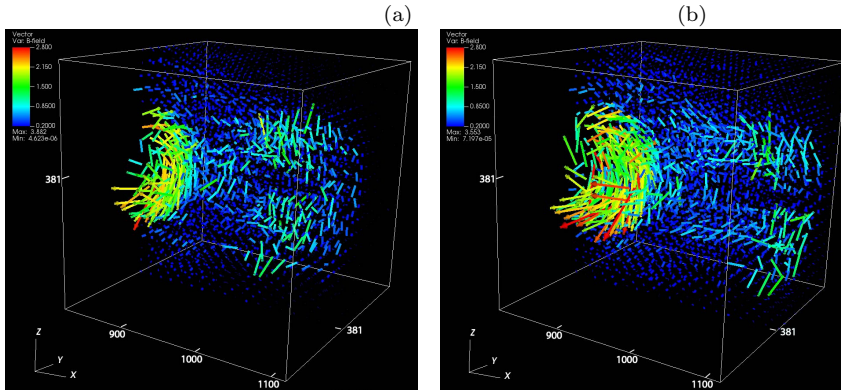 (a)
(b)
Vector
Var: B-field
2.800
2.150
1.500
0.8500
0.2000
Max: 3.882
Min: 4.623e-06
381
900
1000
1100
381
Z
Y
X
Vector
Var: B-field
2.800
2.150
1.500
0.8500
0.2000
Max: 3.553
Min: 7.197e-05
381
900
1000
1100
381
Z
Y
X